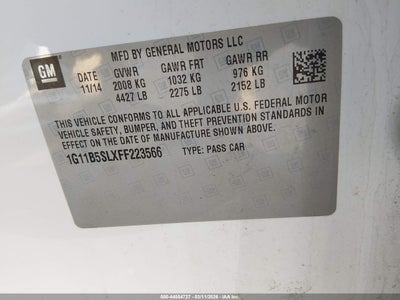 MFD BY GENERAL MOTORS LLC
GM
DATE GVWR GAWR FRT GAWR RR
11/14 2008 KG 1032 KG 976 KG
4427 LB 2275 LB 2152 LB
THIS VEHICLE CONFORMS TO ALL APPLICABLE U.S. FEDERAL MOTOR
VEHICLE SAFETY, BUMPER, AND THEFT PREVENTION STANDARDS IN
EFFECT ON THE DATE OF MANUFACTURE SHOWN ABOVE.
1G11B5SLXFF223566 TYPE: PASS CAR